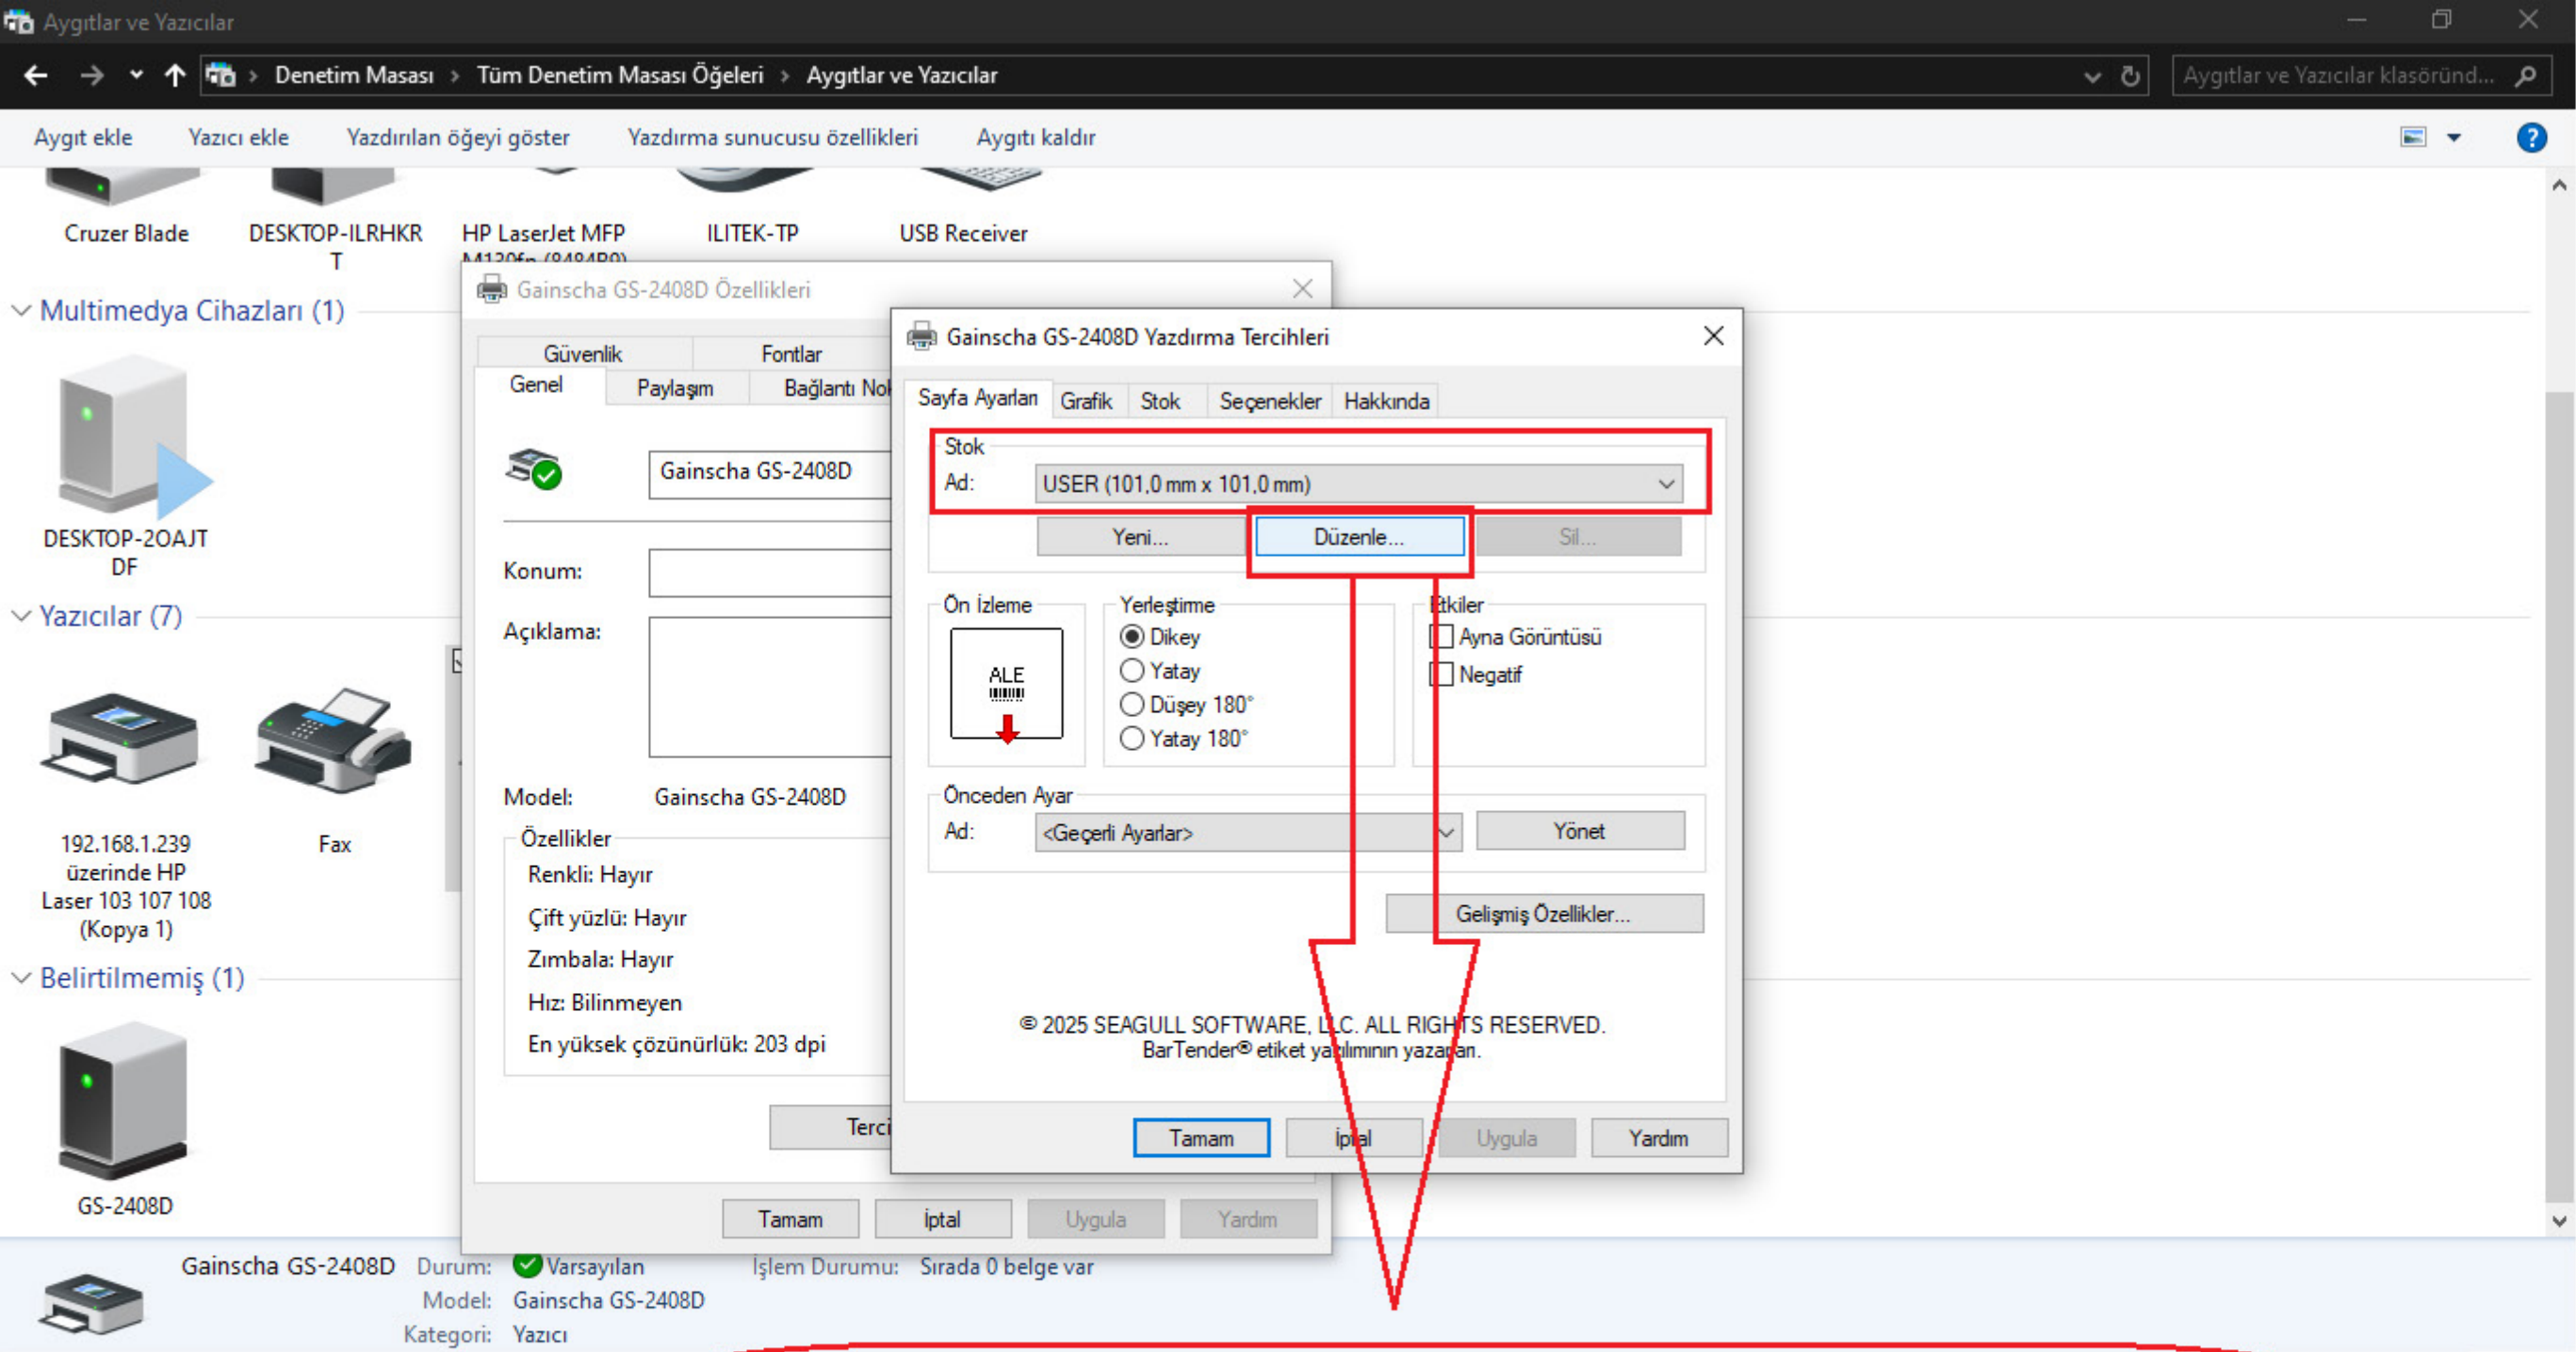 Aygıtlar ve Yazıcılar
Denetim Masası > Tüm Denetim Masası Öğeleri > Aygıtlar ve Yazıcılar
Aygıtlar ve Yazıcılar klasöründ...
Aygıt ekle Yazıcı ekle Yazdırılan öğeyi göster Yazdırma sunucusu özellikleri Aygıtı kaldır
Cruzer Blade
DESKTOP-ILRHKR
T
HP LaserJet MFP
M130fn (8484B9)
ILITEK-TP
USB Receiver
Multimedya Cihazları (1)
DESKTOP-2OAJT
DF
Yazıcılar (7)
192.168.1.239
üzerinde HP
Laser 103 107 108
(Kopya 1)
Fax
Belirtilmemiş (1)
GS-2408D
Gainscha GS-2408D Özellikleri
Güvenlik Fontlar
Genel Paylaşım Bağlantı Nok
Gainscha GS-2408D
Konum:
Açıklama:
Model: Gainscha GS-2408D
Özellikler
Renkli: Hayır
Çift yüzlü: Hayır
Zımbala: Hayır
Hız: Bilinmeyen
En yüksek çözünürlük: 203 dpi
Terci
Tamam İptal Uygula Yardım
Gainscha GS-2408D Yazdırma Tercihleri
Sayfa Ayarları Grafik Stok Seçenekler Hakkında
Stok
Ad: USER (101,0 mm x 101,0 mm)
Yeni... Düzenle... Sil...
Ön İzleme
ALE
Yerleştirme
Dikey
Yatay
Düşey 180°
Yatay 180°
Etkiler
Ayna Görüntüsü
Negatif
Önceden Ayar
Ad: <Geçerli Ayarlar> Yönet
Gelişmiş Özellikler...
© 2025 SEAGULL SOFTWARE, LLC. ALL RIGHTS RESERVED.
BarTender® etiket yazılımının yazarları.
Tamam İptal Uygula Yardım
Gainscha GS-2408D Durum: Varsayılan İşlem Durumu: Sırada 0 belge var
Model: Gainscha GS-2408D
Kategori: Yazıcı